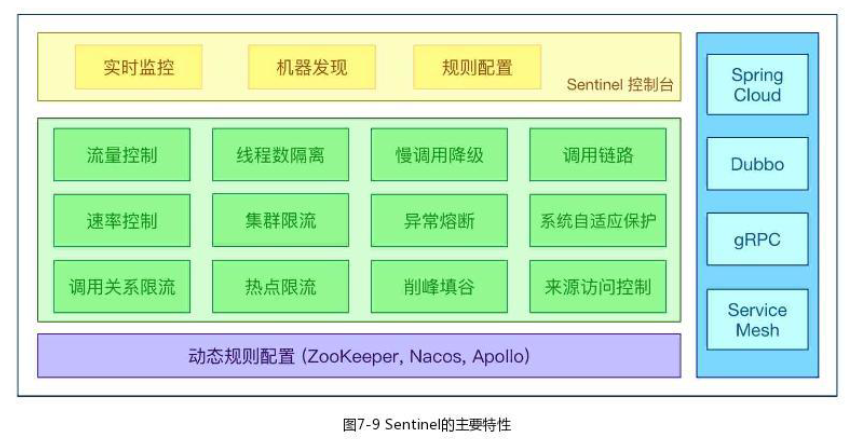 实时监控
机器发现
规则配置
Sentinel 控制台
流量控制
线程数隔离
慢调用降级
调用链路
速率控制
集群限流
异常熔断
系统自适应保护
调用关系限流
热点限流
削峰填谷
来源访问控制
动态规则配置 (ZooKeeper, Nacos, Apollo)
Spring
Cloud
Dubbo
gRPC
Service
Mesh
图7-9 Sentinel的主要特性